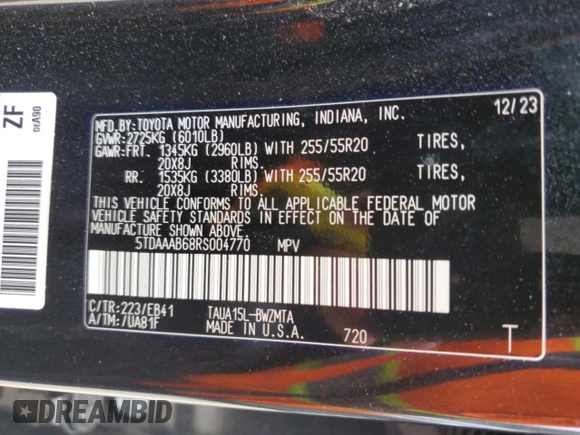 ZF
0EA90
MFD.BY:TOYOTA MOTOR MANUFACTURING, INDIANA, INC. 12/23
GVWR:2725KG (6010LB)
GAWR:FRT. 1345KG (2960LB) WITH 255/55R20 TIRES,
20X8J RIMS.
RR. 1535KG (3380LB) WITH 255/55R20 TIRES,
20X8J RIMS.
THIS VEHICLE CONFORMS TO ALL APPLICABLE FEDERAL MOTOR
VEHICLE SAFETY STANDARDS IN EFFECT ON THE DATE OF
MANUFACTURE SHOWN ABOVE.
5TDAAAB68RS004770 MPV
C/TR:223/EB41 TAUA15L-BWZMTA
A/TM:/UA81F MADE IN U.S.A. 720 T
DREAMBID